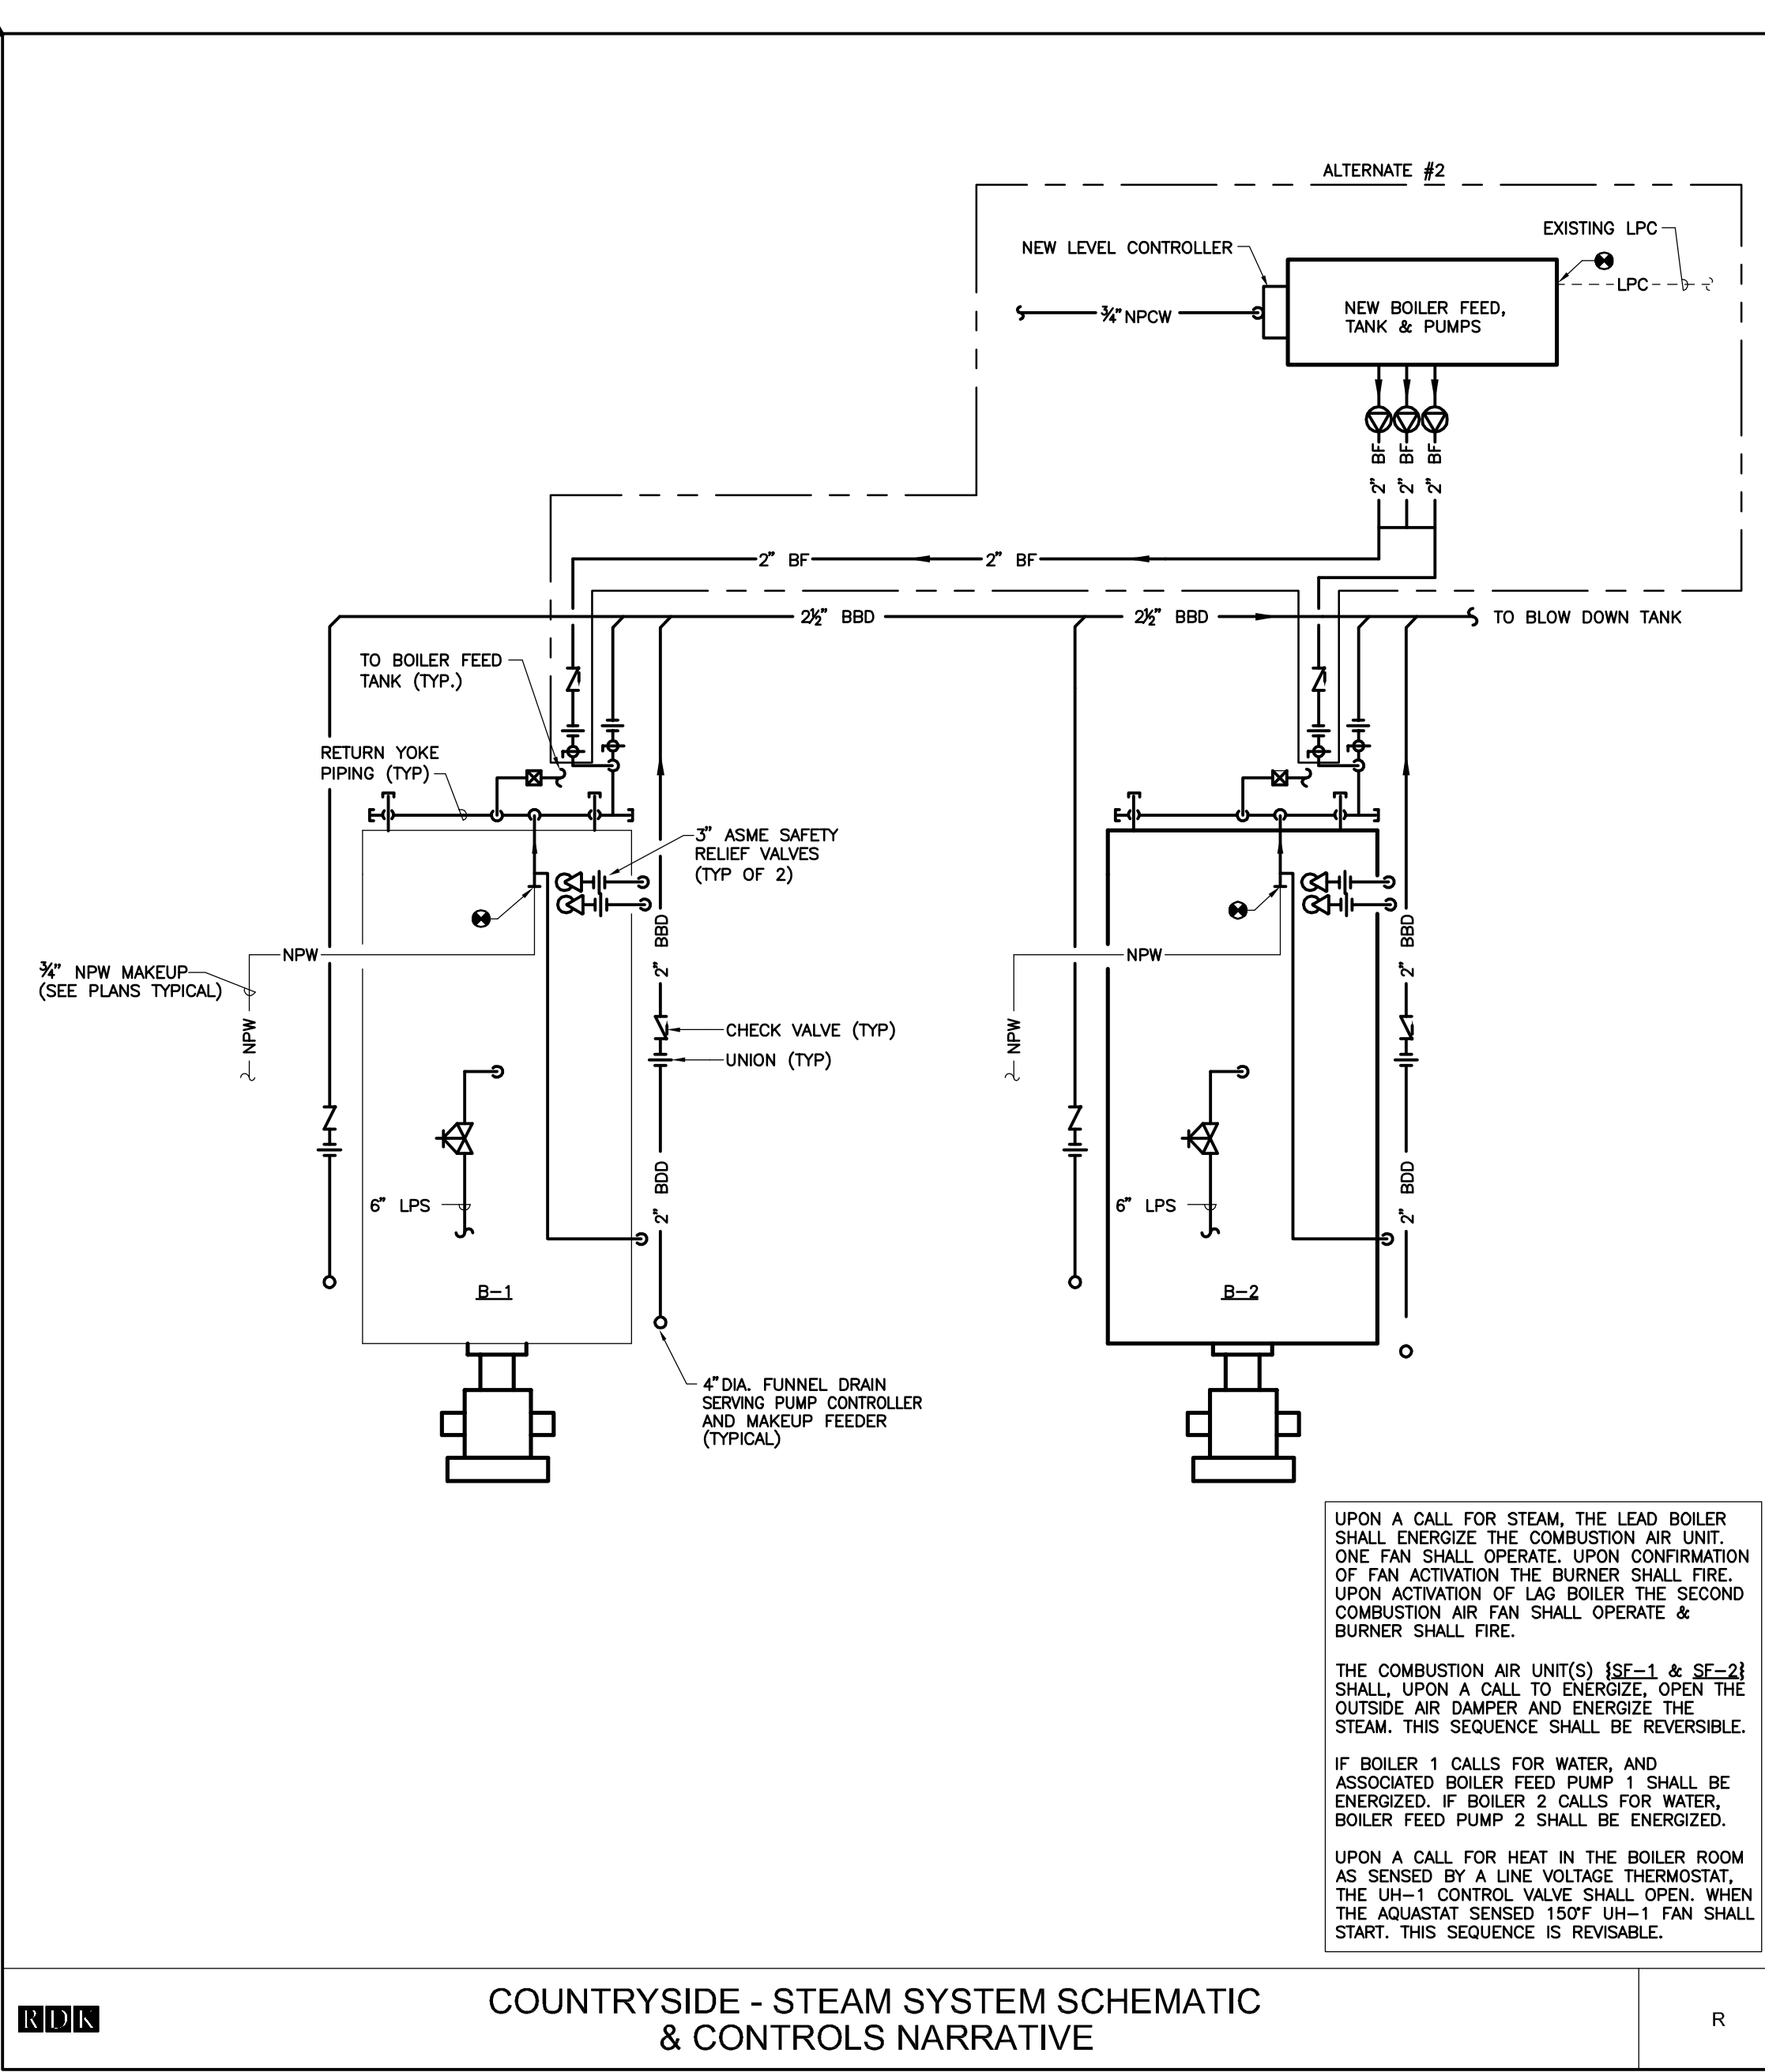 ALTERNATE #2
EXISTING LPC
NEW LEVEL CONTROLLER
LPC
¾" NPCW
NEW BOILER FEED,
TANK & PUMPS
2" BF
2" BF
2" BF
2" BF
2" BF
2½" BBD
2½" BBD
TO BLOW DOWN TANK
TO BOILER FEED
TANK (TYP.)
RETURN YOKE
PIPING (TYP)
3" ASME SAFETY
RELIEF VALVES
(TYP OF 2)
2" BBD
2" BBD
NPW
NPW
¾" NPW MAKEUP
(SEE PLANS TYPICAL)
NPW
NPW
CHECK VALVE (TYP)
UNION (TYP)
2" BDD
2" BDD
6" LPS
6" LPS
B-1
B-2
4" DIA. FUNNEL DRAIN
SERVING PUMP CONTROLLER
AND MAKEUP FEEDER
(TYPICAL)
UPON A CALL FOR STEAM, THE LEAD BOILER
SHALL ENERGIZE THE COMBUSTION AIR UNIT.
ONE FAN SHALL OPERATE. UPON CONFIRMATION
OF FAN ACTIVATION THE BURNER SHALL FIRE.
UPON ACTIVATION OF LAG BOILER THE SECOND
COMBUSTION AIR FAN SHALL OPERATE &
BURNER SHALL FIRE.
THE COMBUSTION AIR UNIT(S) {SF-1 & SF-2}
SHALL, UPON A CALL TO ENERGIZE, OPEN THE
OUTSIDE AIR DAMPER AND ENERGIZE THE
STEAM. THIS SEQUENCE SHALL BE REVERSIBLE.
IF BOILER 1 CALLS FOR WATER, AND
ASSOCIATED BOILER FEED PUMP 1 SHALL BE
ENERGIZED. IF BOILER 2 CALLS FOR WATER,
BOILER FEED PUMP 2 SHALL BE ENERGIZED.
UPON A CALL FOR HEAT IN THE BOILER ROOM
AS SENSED BY A LINE VOLTAGE THERMOSTAT,
THE UH-1 CONTROL VALVE SHALL OPEN. WHEN
THE AQUASTAT SENSED 150°F UH-1 FAN SHALL
START. THIS SEQUENCE IS REVISABLE.
RDK
COUNTRYSIDE - STEAM SYSTEM SCHEMATIC
& CONTROLS NARRATIVE
R